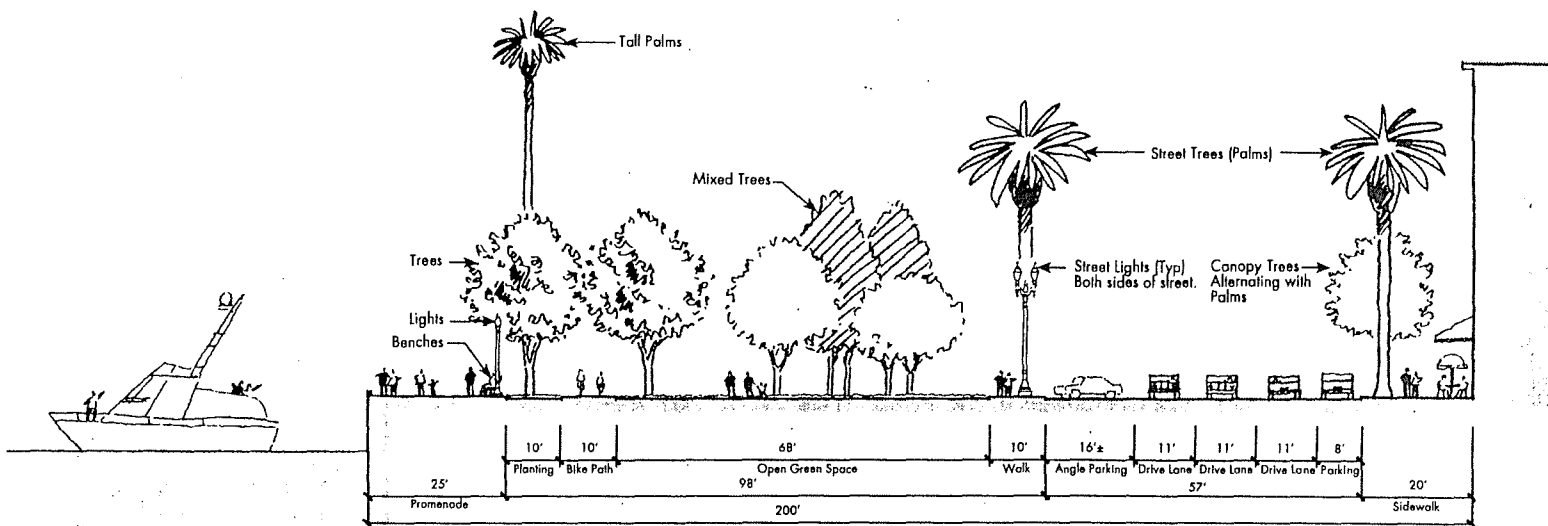 Tall Palms
Mixed Trees
Street Trees (Palms)
Trees
Street Lights (Typ)
Both sides of street.
Canopy Trees
Alternating with
Palms
Lights
Benches
10' 10' 68' 10' 16'± 11' 11' 11' 8'
Planting Bike Path Open Green Space Walk Angle Parking Drive Lane Drive Lane Drive Lane Parking
25' 98' 57' 20'
Promenade Sidewalk
200'